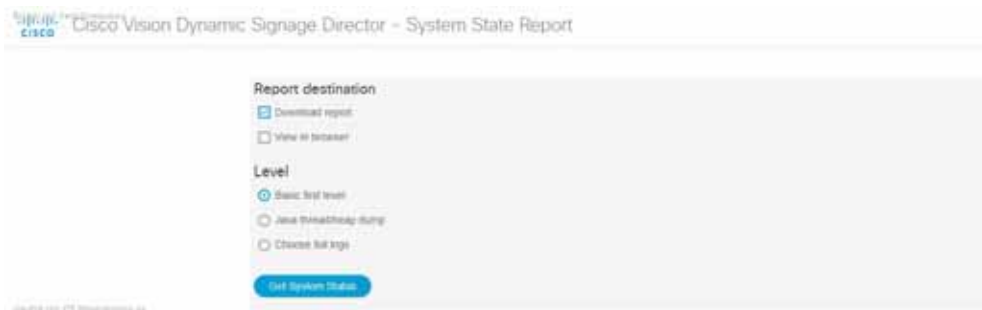 CISCO Cisco Vision Dynamic Signage Director - System State Report
Report destination
Download report
View in browser
Level
Basic first level
Java thread/heap dump
Choose full logs
Get System Status